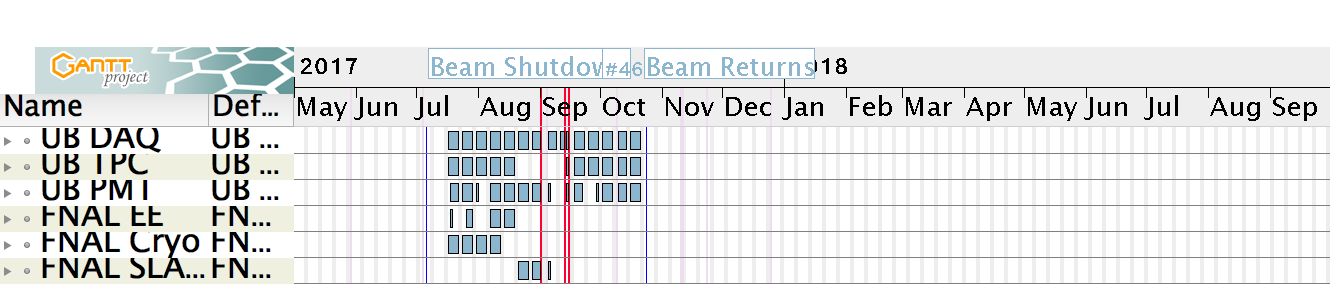 GANTT
project
2017 Beam Shutdow #46 Beam Returns 018
Name Def... May Jun Jul Aug Sep Oct Nov Dec Jan Feb Mar Apr May Jun Jul Aug Sep
UB DAQ UB ...
UB TPC UB ...
UB PMT UB ...
FNAL EE FN...
FNAL Cryo FN...
FNAL SLA... FN...